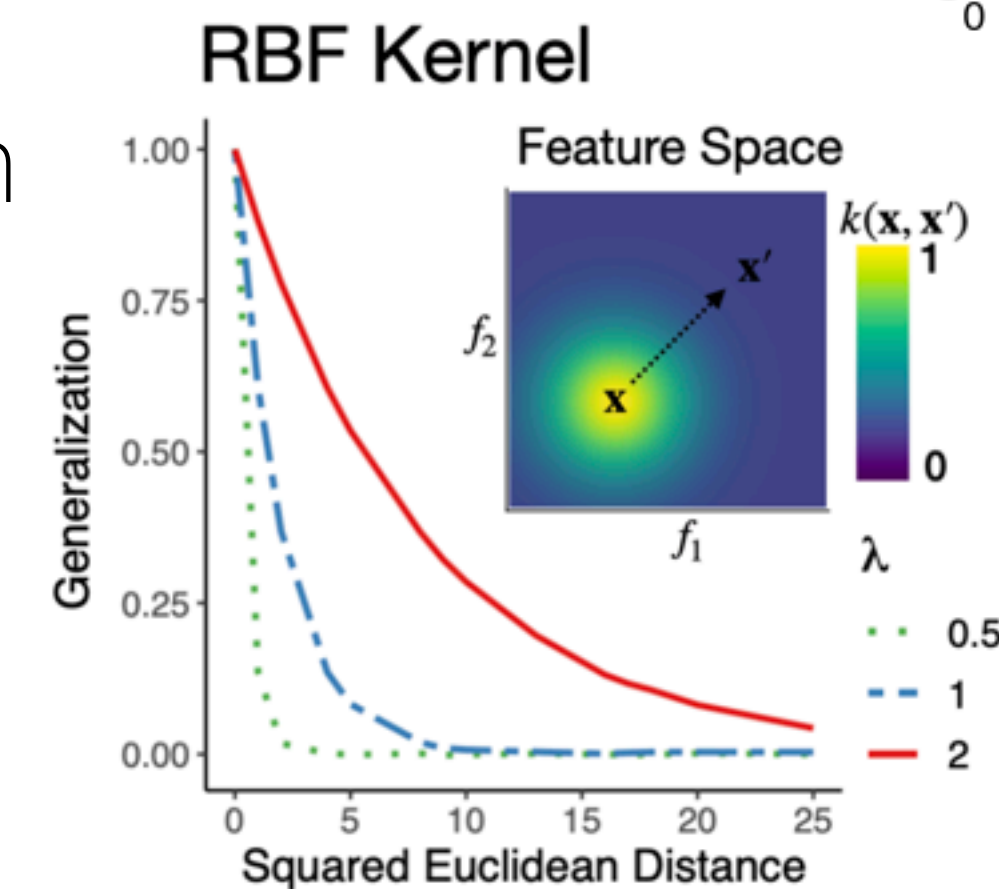 0
n
RBF Kernel
Feature Space
k(x, x′)
1
0
x′
x
f₂
f₁
1.00
0.75
0.50
0.25
0.00
Generalization
0 5 10 15 20 25
Squared Euclidean Distance
λ
0.5
1
2